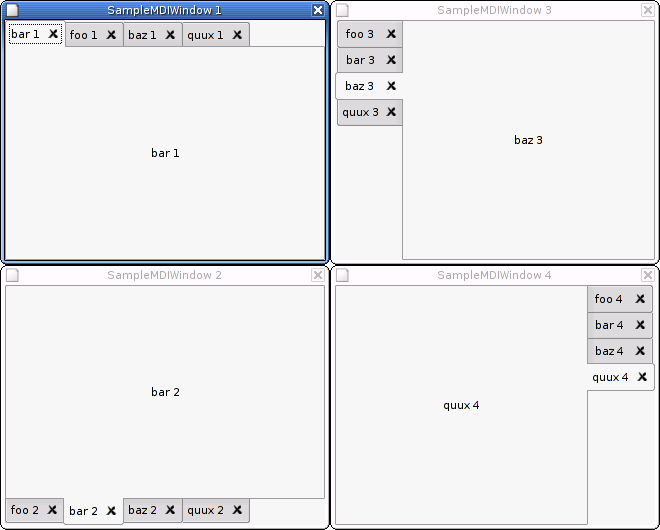 SampleMDIWindow 1
bar 1 foo 1 baz 1 quux 1
bar 1
SampleMDIWindow 3
foo 3
bar 3
baz 3
quux 3
baz 3
SampleMDIWindow 2
bar 2
foo 2 bar 2 baz 2 quux 2
SampleMDIWindow 4
foo 4
bar 4
baz 4
quux 4
quux 4